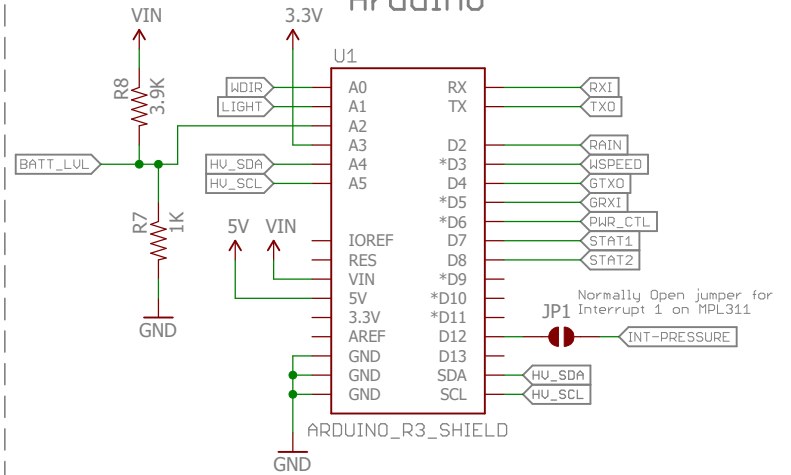 Arduino
VIN
3.3V
U1
R8
3.9K
WDIR
A0
RX
RXI
LIGHT
A1
TX
TXO
A2
BATT_LVL
A3
D2
RAIN
HV_SDA
A4
*D3
WSPEED
HV_SCL
A5
D4
GTXO
*D5
GRXI
R7
1K
5V
VIN
*D6
PWR_CTL
IOREF
D7
STAT1
RES
D8
STAT2
VIN
*D9
5V
*D10
Normally Open jumper for
Interrupt 1 on MPL311
3.3V
*D11
JP1
GND
AREF
D12
INT-PRESSURE
GND
D13
GND
SDA
HV_SDA
GND
SCL
HV_SCL
ARDUINO_R3_SHIELD
GND